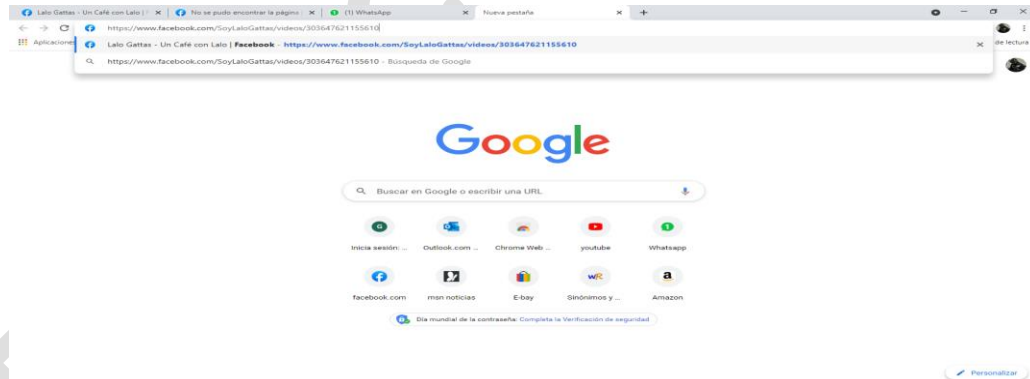 Lalo Gattas - Un Café con Lalo | F
No se pudo encontrar la página |
(1) WhatsApp
Nueva pestaña
https://www.facebook.com/SoyLaloGattas/videos/303647621155610
Aplicaciones
Lalo Gattas - Un Café con Lalo | Facebook - https://www.facebook.com/SoyLaloGattas/videos/303647621155610
de lectura
https://www.facebook.com/SoyLaloGattas/videos/303647621155610 - Búsqueda de Google
Google
Buscar en Google o escribir una URL
G
Inicia sesión: ...
Outlook.com ...
Chrome Web ...
youtube
1
Whatsapp
facebook.com
msn noticias
E-bay
wR
Sinónimos y ...
a
Amazon
Día mundial de la contraseña: Completa la Verificación de seguridad
Personalizar